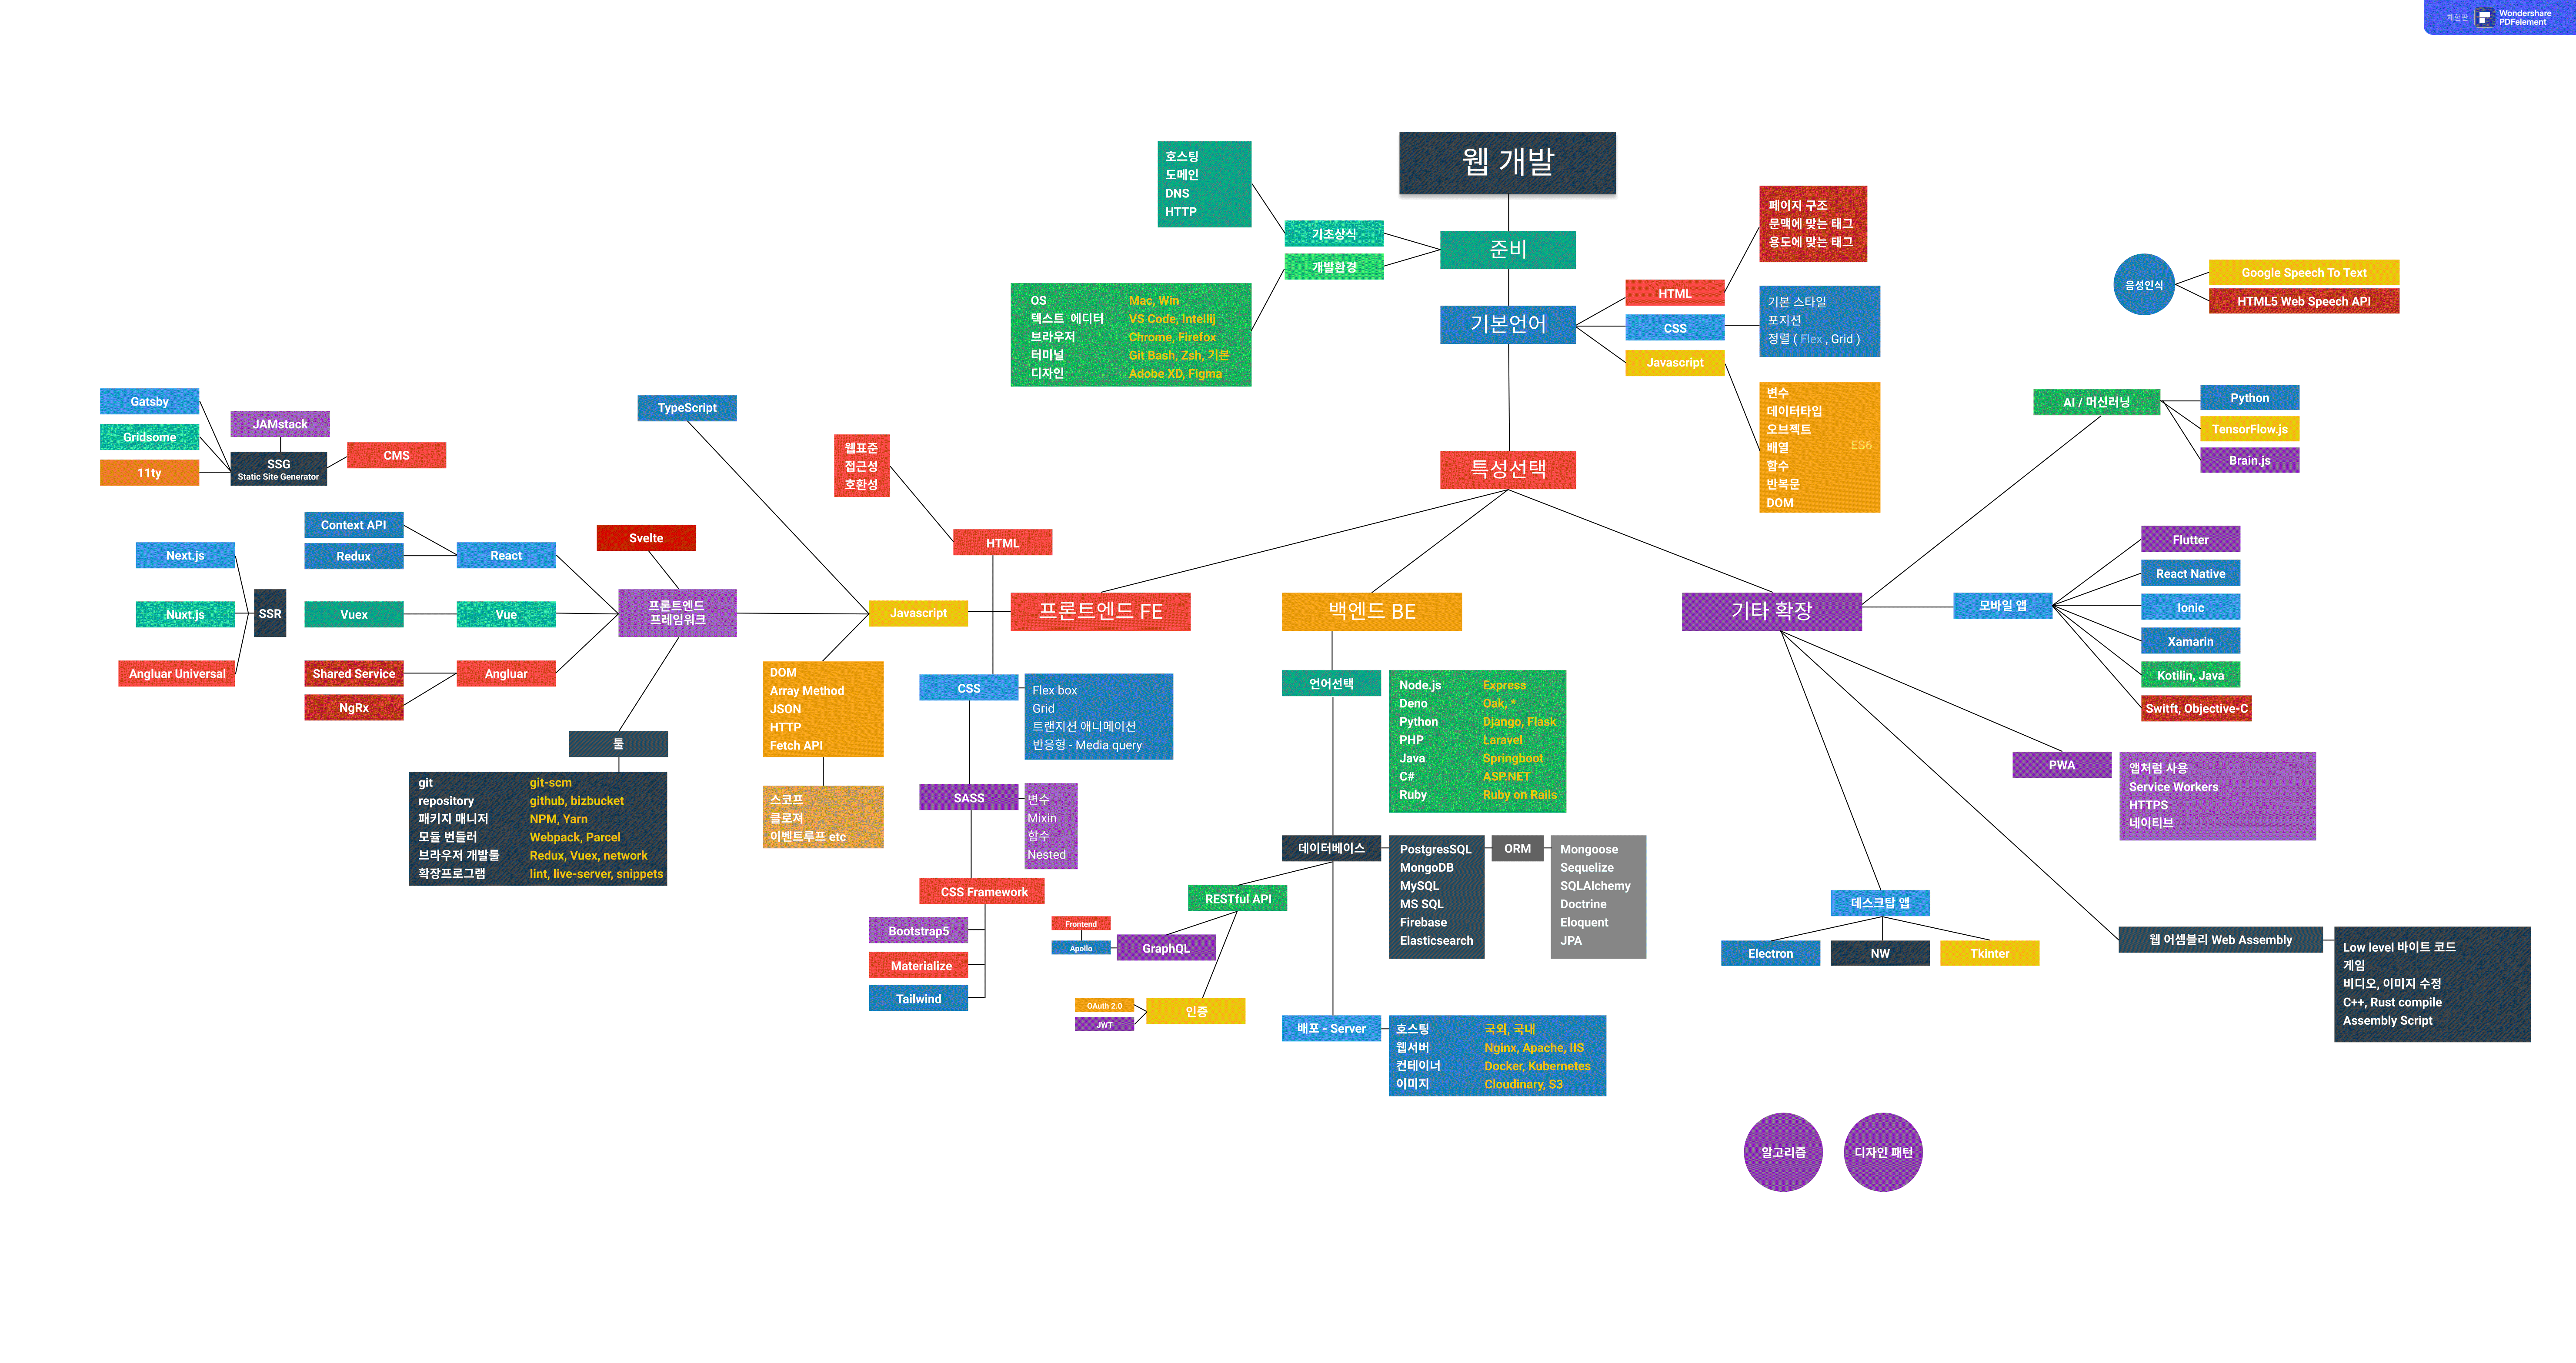 체험판
Wondershare
PDFelement
웹 개발
호스팅
도메인
DNS
HTTP
기초상식
개발환경
준비
OS Mac, Win
텍스트 에디터 VS Code, Intellij
브라우저 Chrome, Firefox
터미널 Git Bash, Zsh, 기본
디자인 Adobe XD, Figma
기본언어
HTML
CSS
Javascript
페이지 구조
문맥에 맞는 태그
용도에 맞는 태그
기본 스타일
포지션
정렬 ( Flex , Grid )
변수
데이터타입
오브젝트
배열 ES6
함수
반복문
DOM
음성인식
Google Speech To Text
HTML5 Web Speech API
특성선택
AI / 머신러닝
Python
TensorFlow.js
Brain.js
Gatsby
Gridsome
11ty
JAMstack
SSG
Static Site Generator
CMS
TypeScript
웹표준
접근성
호환성
HTML
Context API
Redux
React
Svelte
Next.js
Nuxt.js
Angluar Universal
SSR
Vuex
Vue
Shared Service
NgRx
Angluar
프론트엔드
프레임워크
Javascript
프론트엔드 FE
백엔드 BE
기타 확장
모바일 앱
Flutter
React Native
Ionic
Xamarin
Kotilin, Java
Switft, Objective-C
툴
git git-scm
repository github, bizbucket
패키지 매니저 NPM, Yarn
모듈 번들러 Webpack, Parcel
브라우저 개발툴 Redux, Vuex, network
확장프로그램 lint, live-server, snippets
DOM
Array Method
JSON
HTTP
Fetch API
스코프
클로져
이벤트루프 etc
CSS
Flex box
Grid
트랜지션 애니메이션
반응형 - Media query
SASS
변수
Mixin
함수
Nested
CSS Framework
Bootstrap5
Materialize
Tailwind
언어선택
Node.js Express
Deno Oak, *
Python Django, Flask
PHP Laravel
Java Springboot
C# ASP.NET
Ruby Ruby on Rails
데이터베이스
PostgresSQL
MongoDB
MySQL
MS SQL
Firebase
Elasticsearch
ORM
Mongoose
Sequelize
SQLAlchemy
Doctrine
Eloquent
JPA
RESTful API
Frontend
Apollo
GraphQL
OAuth 2.0
JWT
인증
배포 - Server
호스팅 국외, 국내
웹서버 Nginx, Apache, IIS
컨테이너 Docker, Kubernetes
이미지 Cloudinary, S3
PWA
앱처럼 사용
Service Workers
HTTPS
네이티브
데스크탑 앱
Electron
NW
Tkinter
웹 어셈블리 Web Assembly
Low level 바이트 코드
게임
비디오, 이미지 수정
C++, Rust compile
Assembly Script
알고리즘
디자인 패턴